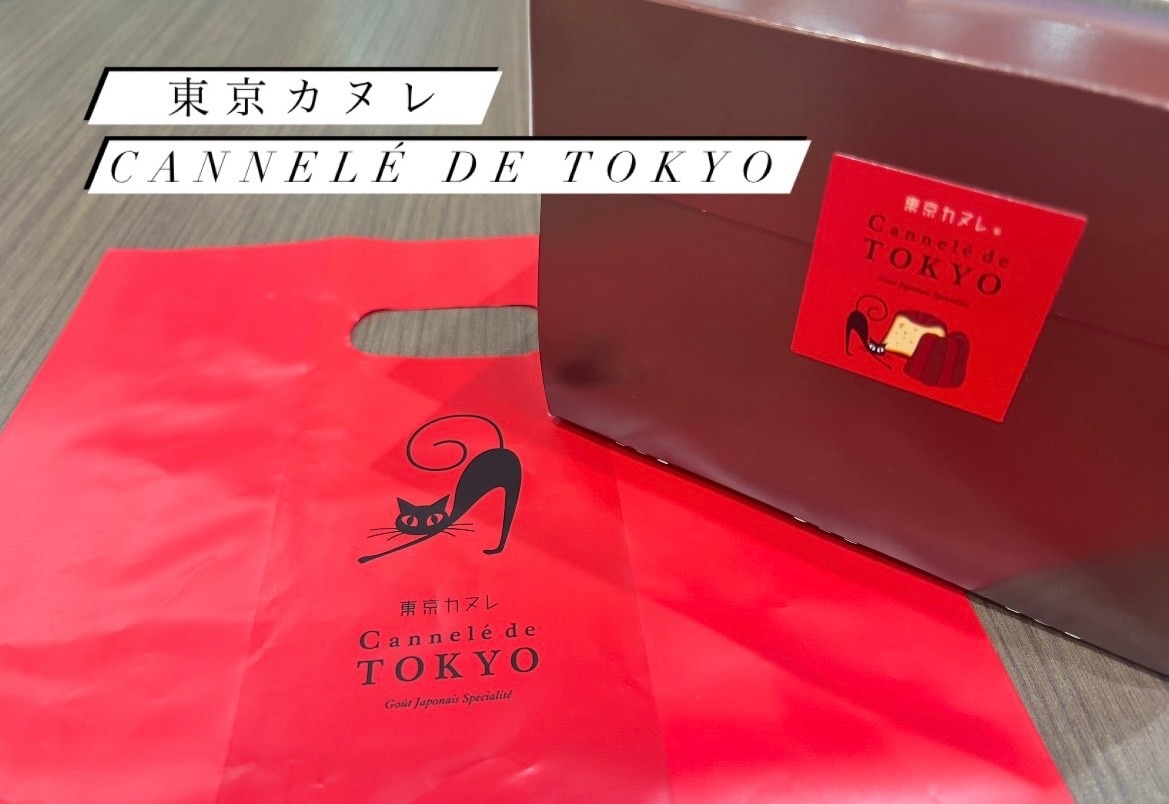 東京カヌレ
CANNELÉ DE TOKYO
東京カヌレ
Cannelé de
TOKYO
Goût Japonais Spécialité
東京カヌレ
Cannelé de
TOKYO
Goût Japonais Spécialité